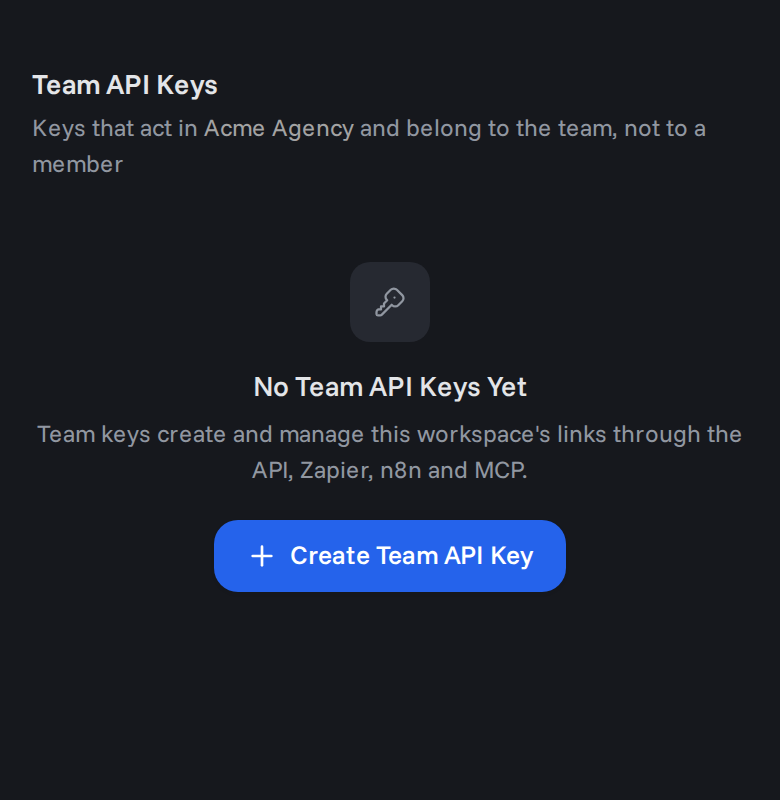 Team API Keys
Keys that act in Acme Agency and belong to the team, not to a
member
No Team API Keys Yet
Team keys create and manage this workspace's links through the
API, Zapier, n8n and MCP.
Create Team API Key